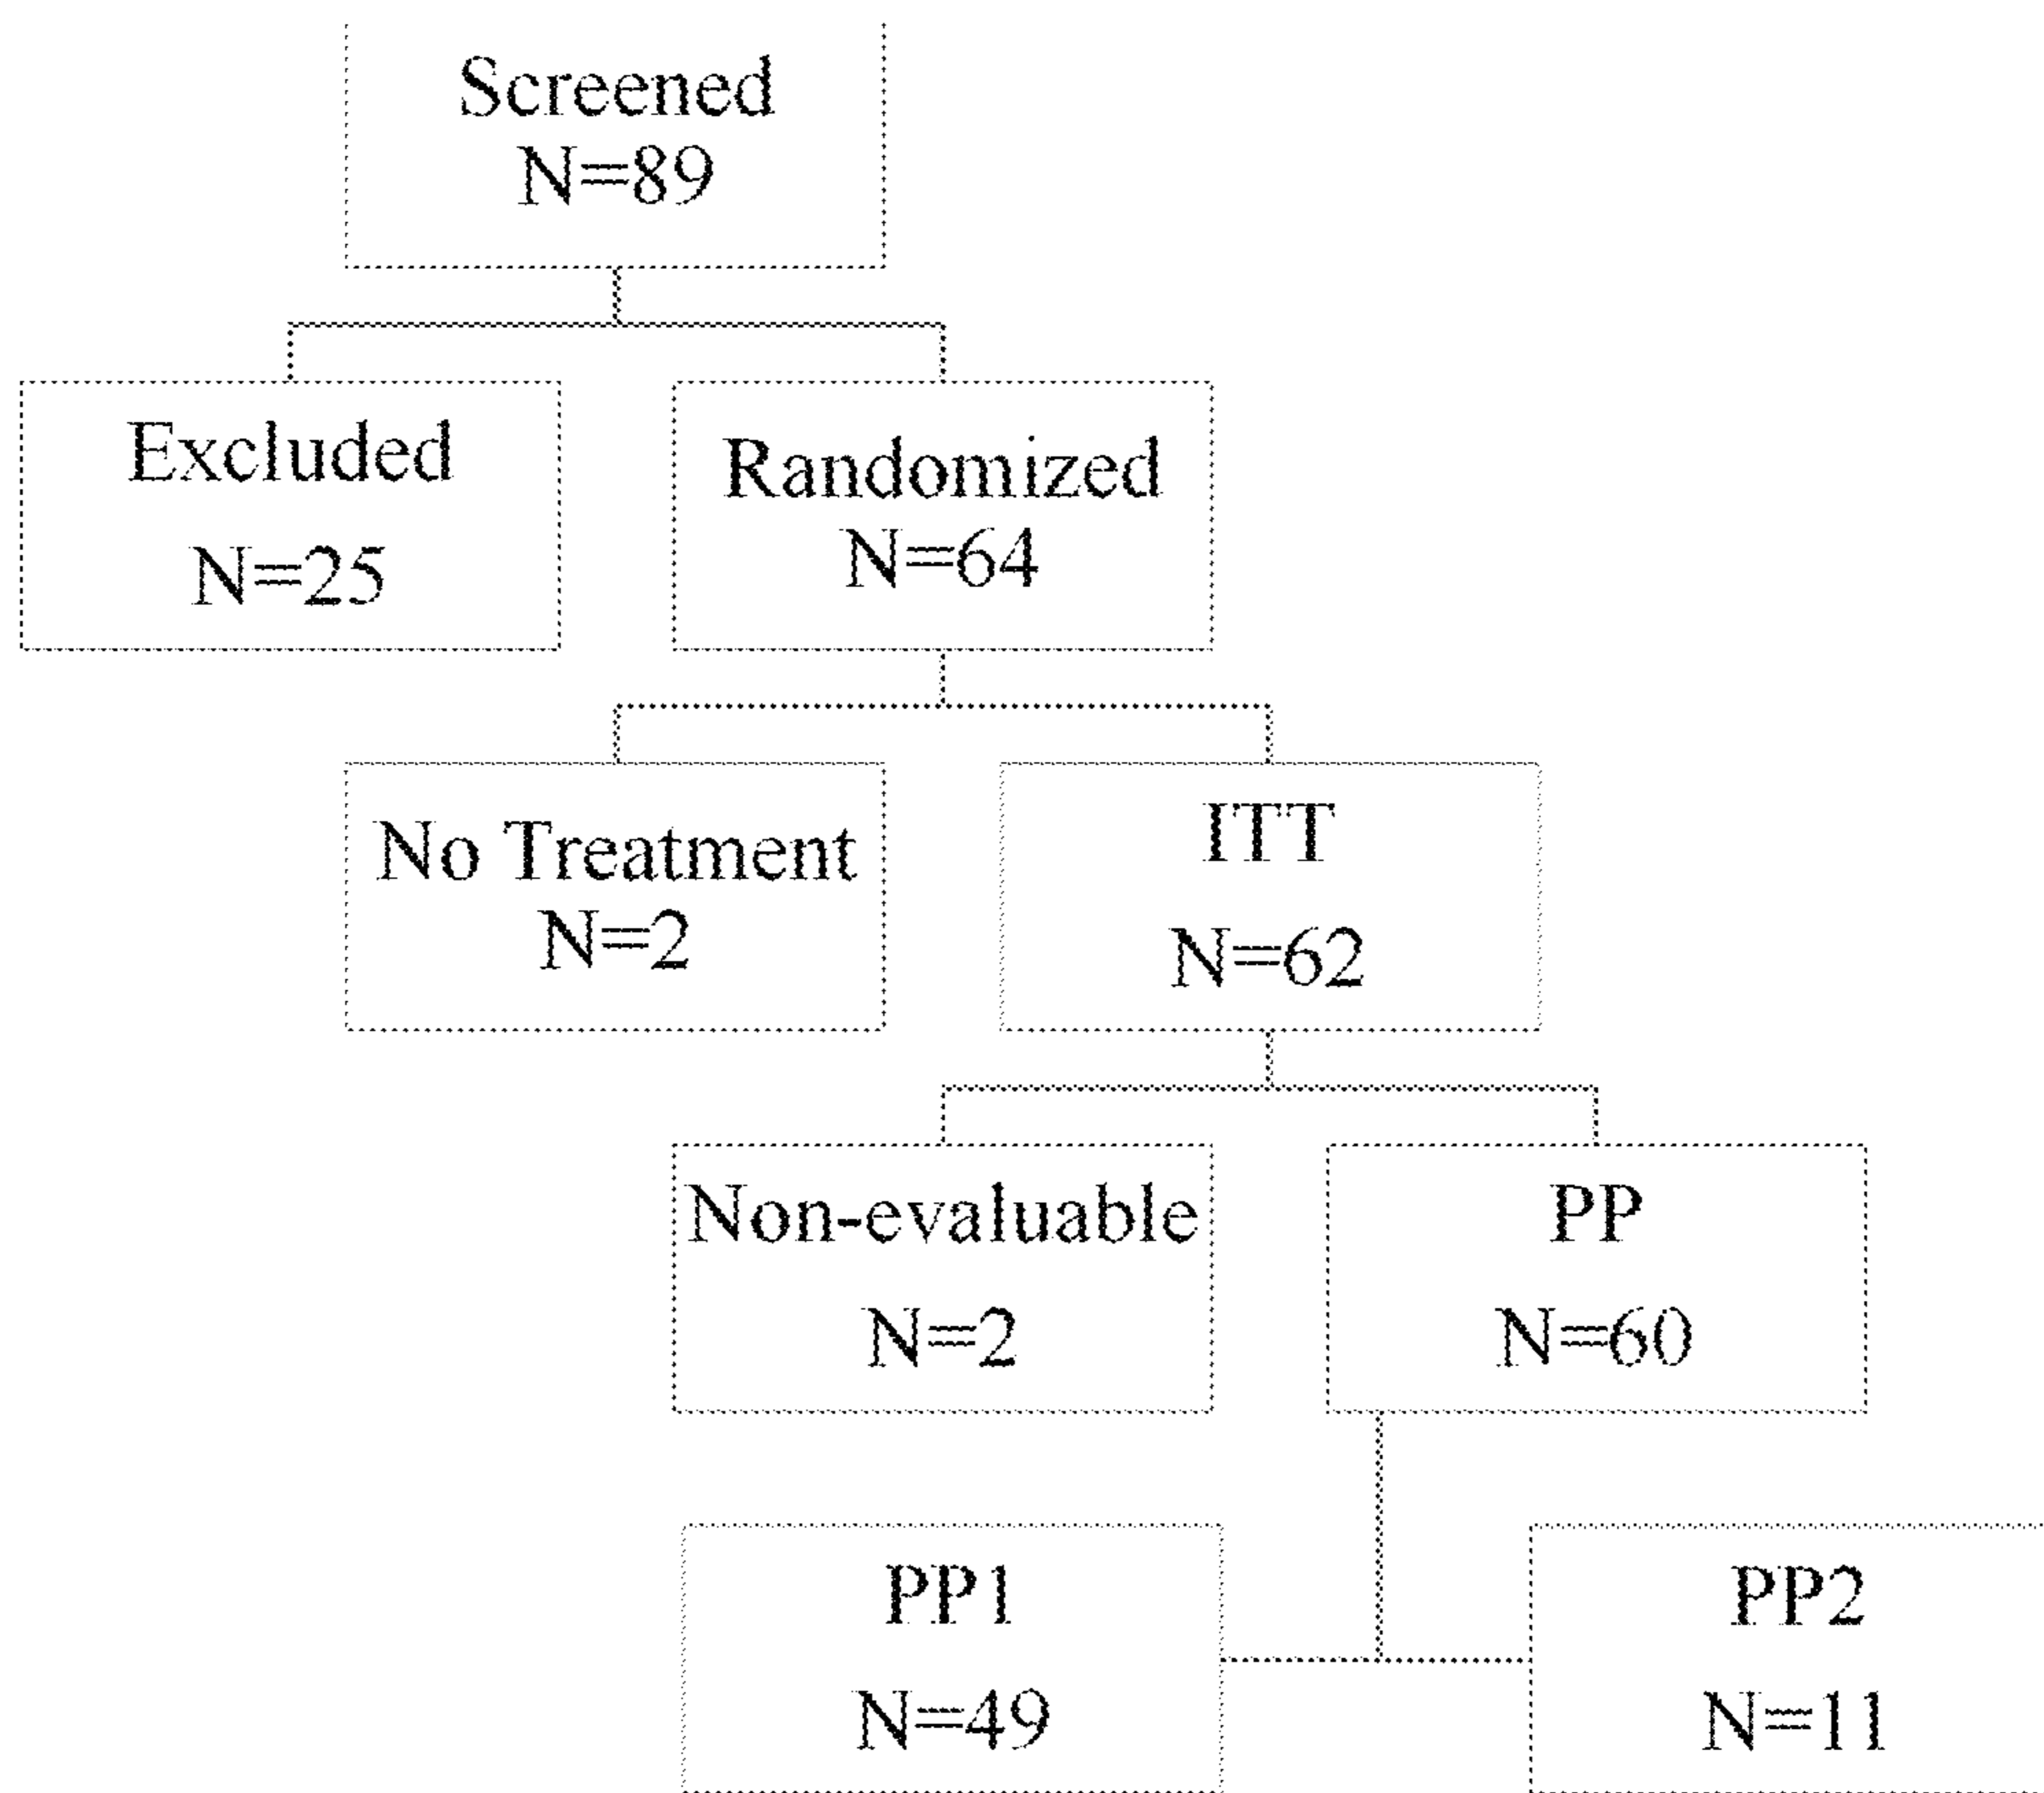 Screened
N=89
Excluded
N=25
Randomized
N=64
No Treatment
N=2
ITT
N=62
Non-evaluable
N=2
PP
N=60
PP1
N=49
PP2
N=11